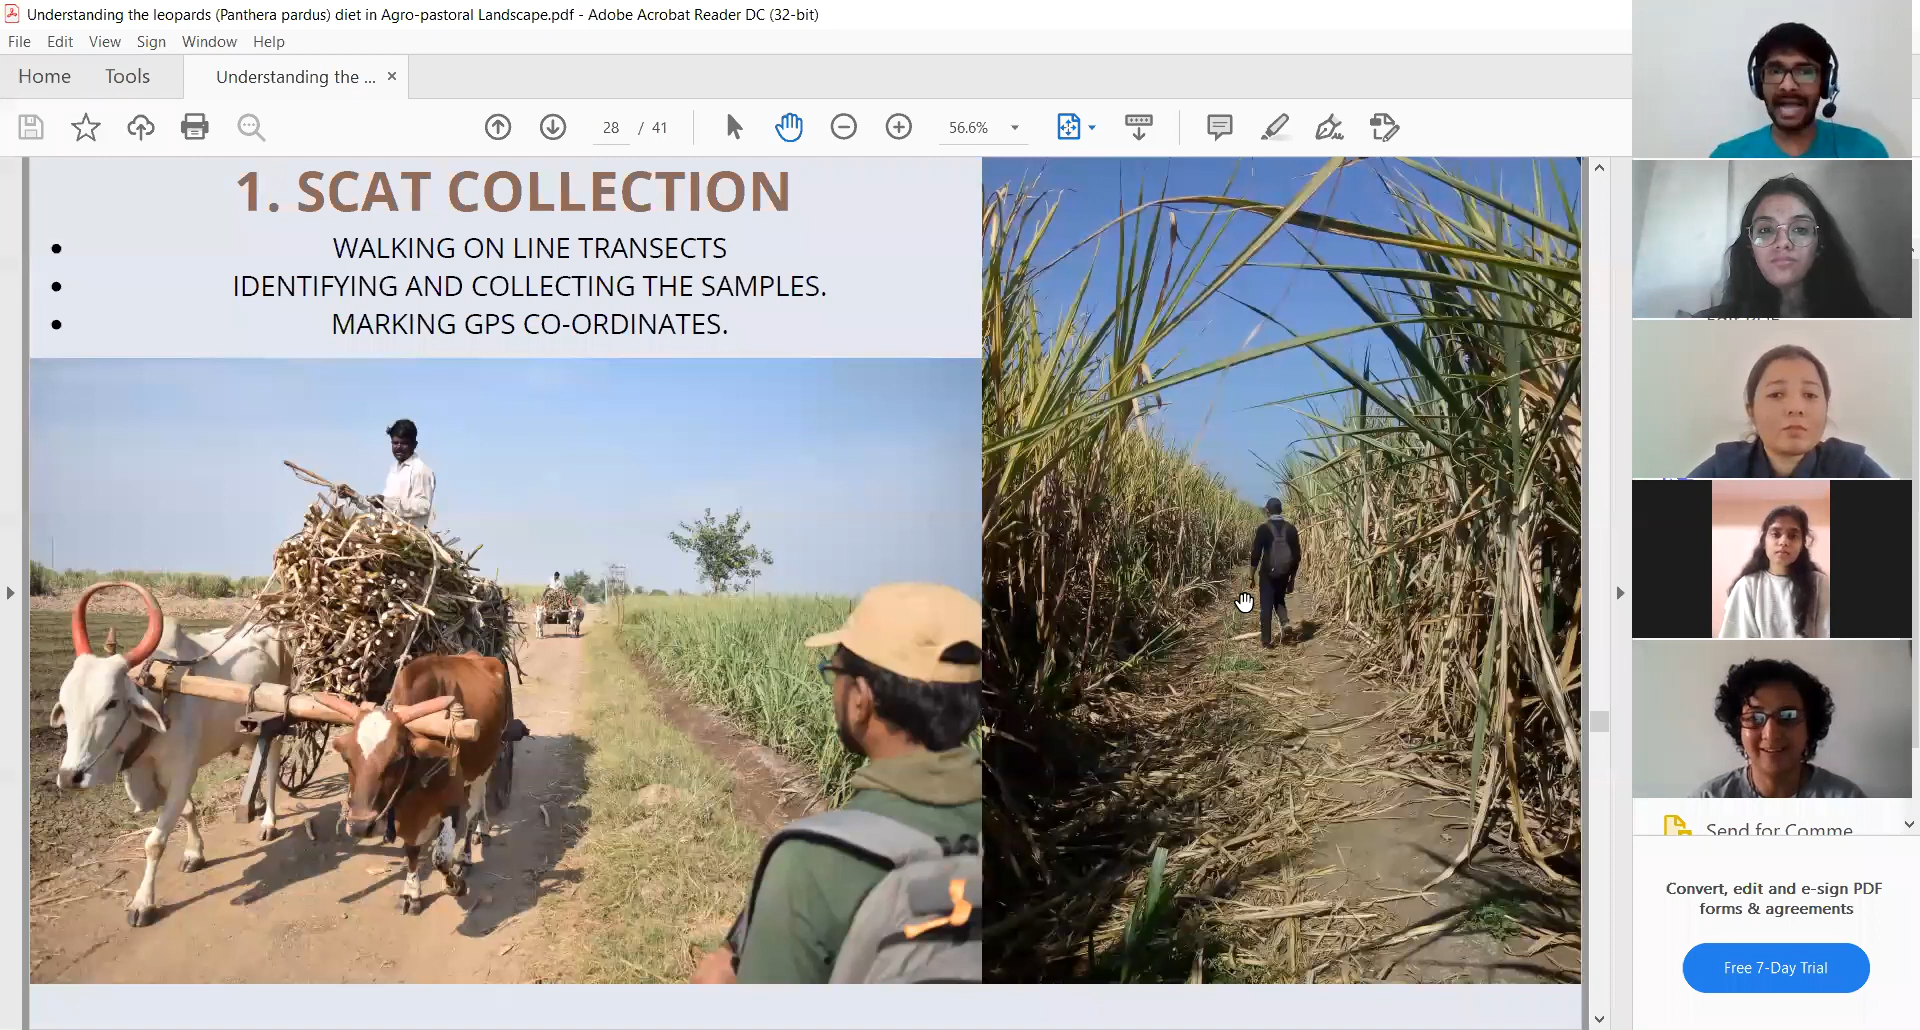 Understanding the leopards (Panthera pardus) diet in Agro-pastoral Landscape.pdf - Adobe Acrobat Reader DC (32-bit)
File Edit View Sign Window Help
Home Tools Understanding the ... ×
28 / 41 56.6%
1. SCAT COLLECTION
• WALKING ON LINE TRANSECTS
• IDENTIFYING AND COLLECTING THE SAMPLES.
• MARKING GPS CO-ORDINATES.
Send for Comme
Convert, edit and e-sign PDF
forms & agreements
Free 7-Day Trial